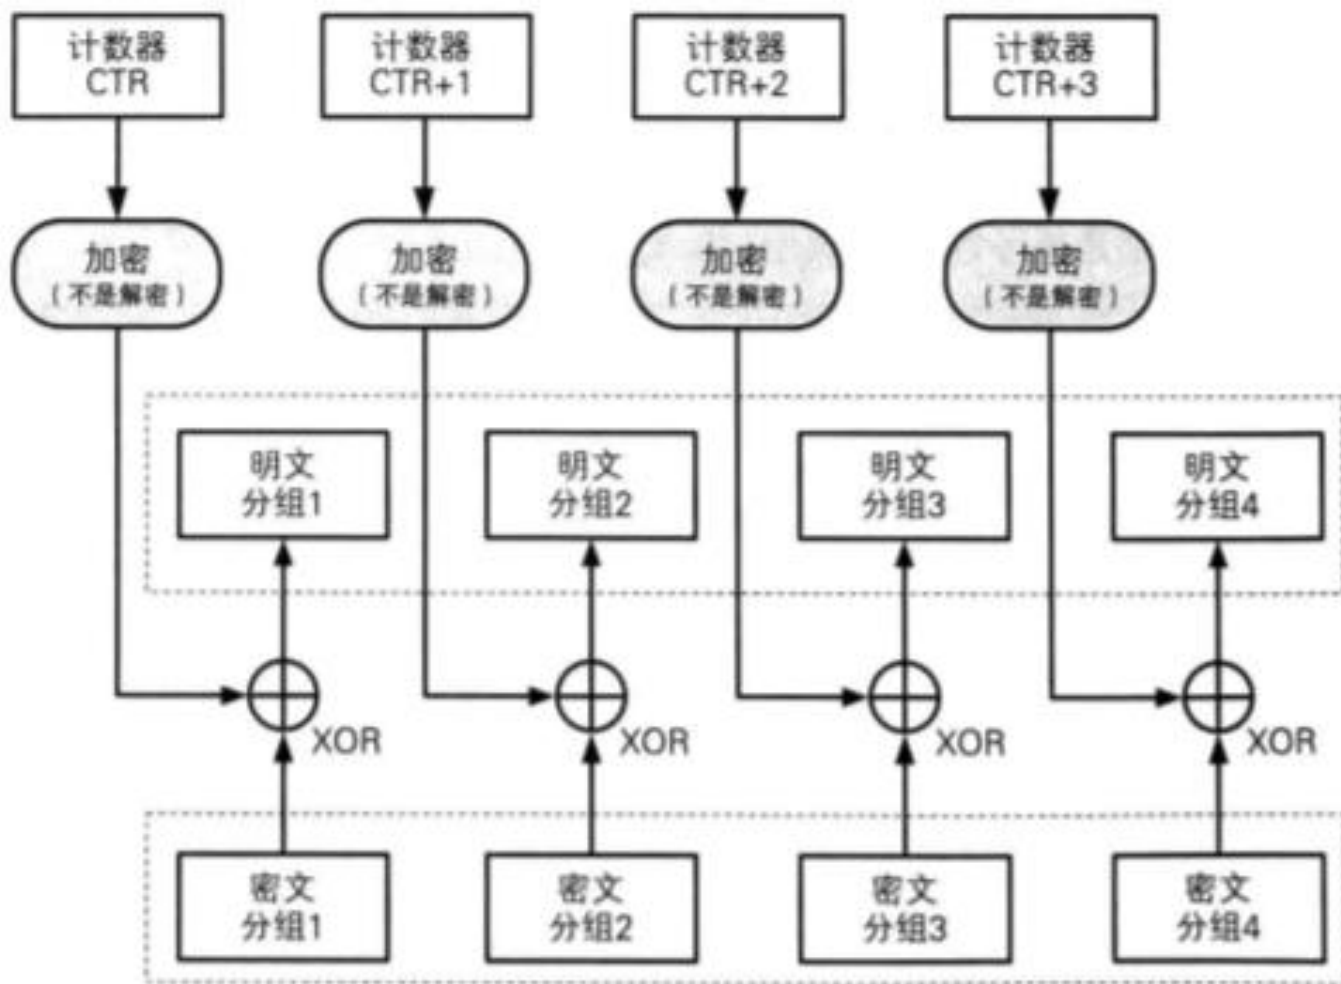 计数器
CTR
计数器
CTR+1
计数器
CTR+2
计数器
CTR+3
加密
(不是解密)
加密
(不是解密)
加密
(不是解密)
加密
(不是解密)
明文
分组1
明文
分组2
明文
分组3
明文
分组4
XOR
XOR
XOR
XOR
密文
分组1
密文
分组2
密文
分组3
密文
分组4